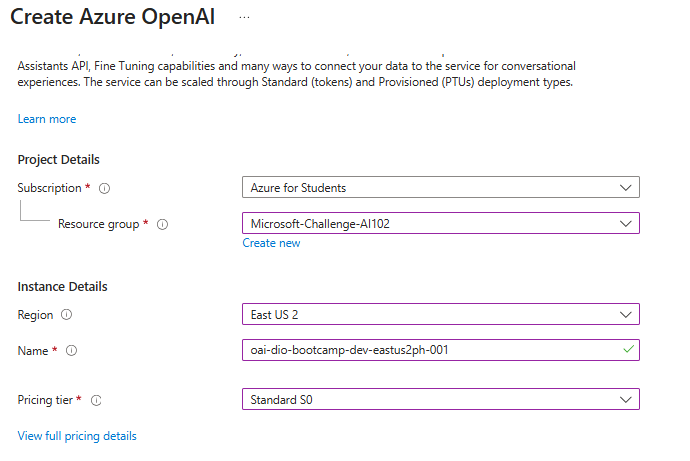 Create Azure OpenAI ...
Assistants API, Fine Tuning capabilities and many ways to connect your data to the service for conversational
experiences. The service can be scaled through Standard (tokens) and Provisioned (PTUs) deployment types.
Learn more
Project Details
Subscription * Azure for Students
Resource group * Microsoft-Challenge-AI102
Create new
Instance Details
Region East US 2
Name * oai-dio-bootcamp-dev-eastus2ph-001
Pricing tier * Standard S0
View full pricing details